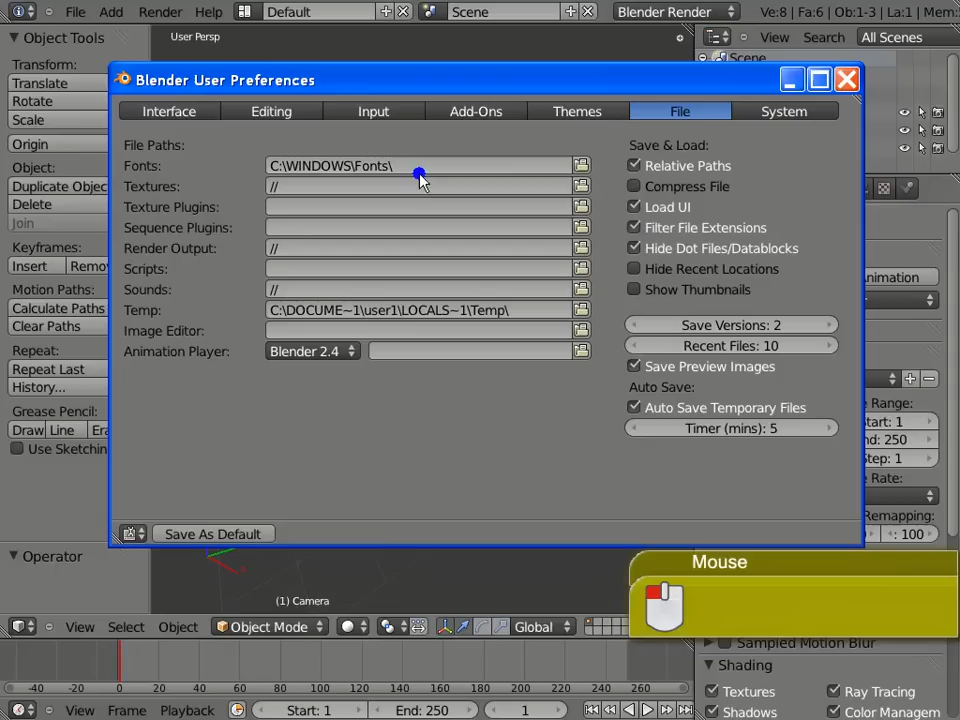 File Add Render Help Default Scene Blender Render Ve:8 | Fa:6 | Ob:1-3 | La:1 | Mem:
Object Tools
User Persp
View Search All Scenes
Scene
Transform:
Translate
Rotate
Scale
Origin
Object:
Duplicate Objec
Delete
Join
Keyframes:
Insert Remov
Motion Paths:
Calculate Paths
Clear Paths
Repeat:
Repeat Last
History...
Grease Pencil:
Draw Line Era
Use Sketchin
Operator
Blender User Preferences
Interface Editing Input Add-Ons Themes File System
File Paths:
Fonts: C:\WINDOWS\Fonts\
Textures: //
Texture Plugins:
Sequence Plugins:
Render Output: //
Scripts:
Sounds: //
Temp: C:\DOCUME~1\user1\LOCALS~1\Temp\
Image Editor:
Animation Player: Blender 2.4
Save & Load:
Relative Paths
Compress File
Load UI
Filter File Extensions
Hide Dot Files/Datablocks
Hide Recent Locations
Show Thumbnails
Save Versions: 2
Recent Files: 10
Save Preview Images
Auto Save:
Auto Save Temporary Files
Timer (mins): 5
Save As Default
nimation
e Range:
tart: 1
nd: 250
tep: 1
e Rate:
Remapping:
: 100
Mouse
(1) Camera
View Select Object Object Mode Global
Sampled Motion Blur
Shading
Textures Ray Tracing
Shadows Color Managem
-40 -20 0 20 40 60 80 100 120 140 160 180 200 220 240 260
View Frame Playback Start: 1 End: 250 1